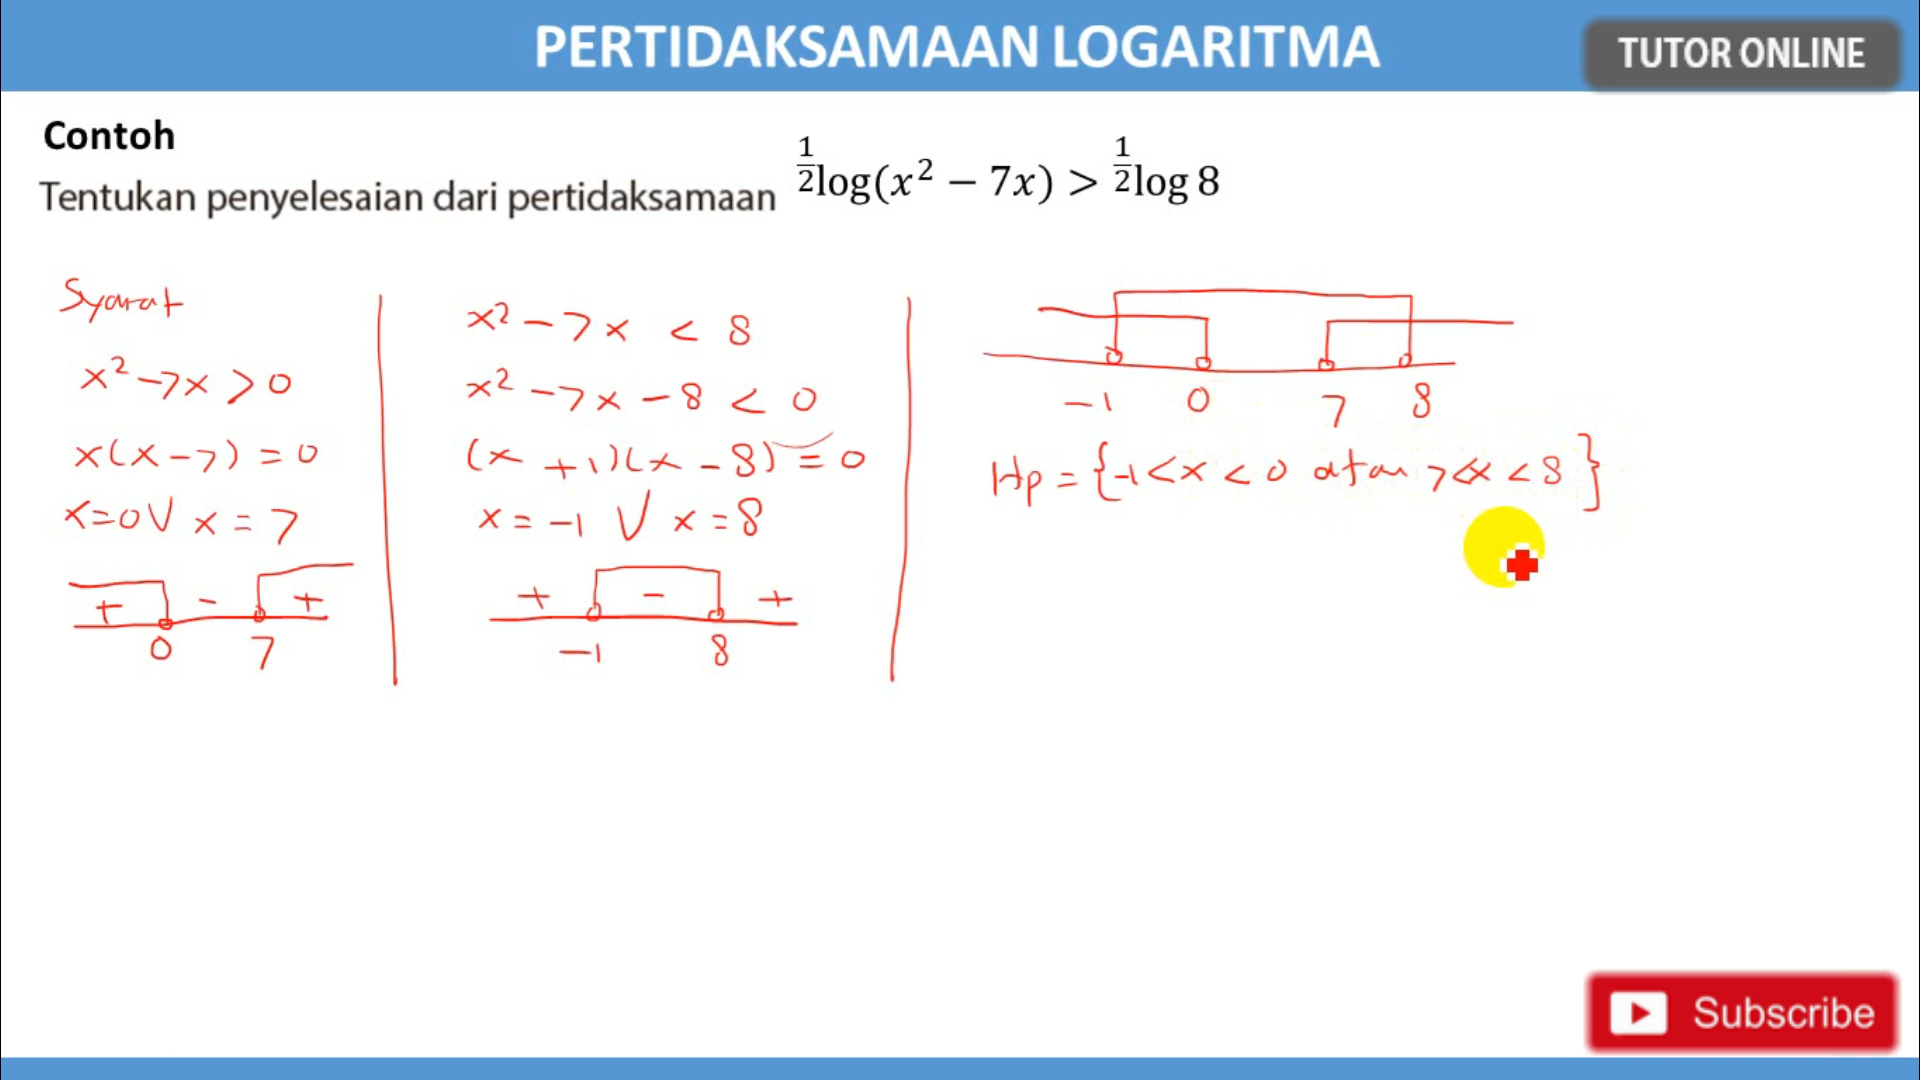 PERTIDAKSAMAAN LOGARITMA
TUTOR ONLINE
Contoh
Tentukan penyelesaian dari pertidaksamaan ½log(x² − 7x) > ½log 8
Syarat
x² − 7x > 0
x(x − 7) = 0
x = 0 ∨ x = 7
+ − +
0 7
x² − 7x < 8
x² − 7x − 8 < 0
(x + 1)(x − 8) = 0
x = −1 ∨ x = 8
+ − +
−1 8
−1 0 7 8
Hp = {−1 < x < 0 atau 7 < x < 8}
Subscribe